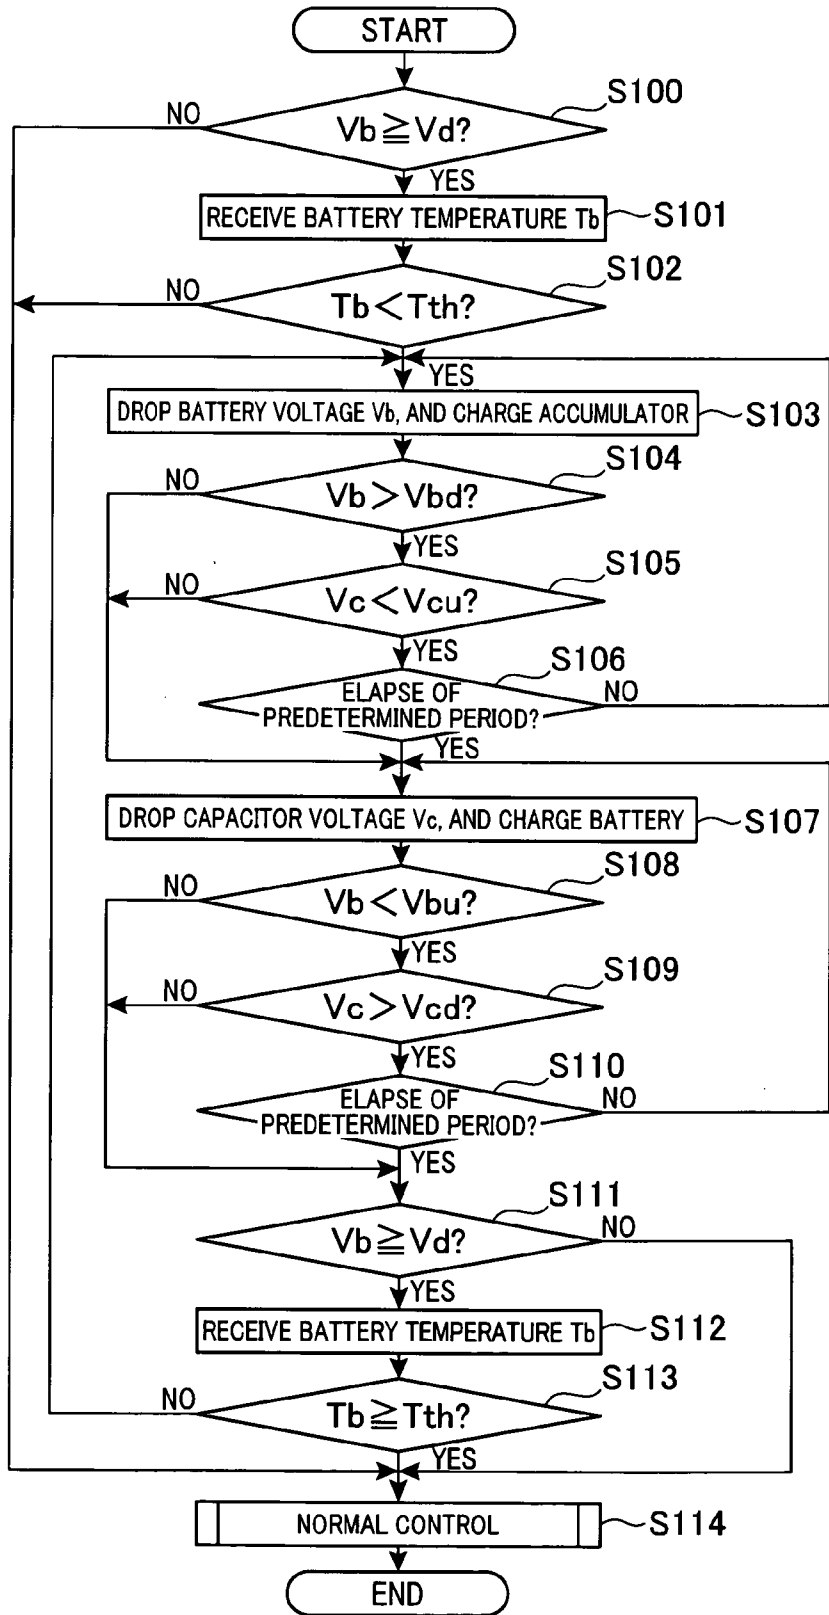 START
S100
NO
Vb≧Vd?
YES
RECEIVE BATTERY TEMPERATURE Tb
S101
S102
NO
Tb<Tth?
YES
DROP BATTERY VOLTAGE Vb, AND CHARGE ACCUMULATOR
S103
S104
NO
Vb>Vbd?
YES
S105
NO
Vc<Vcu?
YES
S106
ELAPSE OF
PREDETERMINED PERIOD?
NO
YES
DROP CAPACITOR VOLTAGE Vc, AND CHARGE BATTERY
S107
S108
NO
Vb<Vbu?
YES
S109
NO
Vc>Vcd?
YES
S110
ELAPSE OF
PREDETERMINED PERIOD?
NO
YES
S111
Vb≧Vd?
NO
YES
RECEIVE BATTERY TEMPERATURE Tb
S112
S113
NO
Tb≧Tth?
YES
NORMAL CONTROL
S114
END